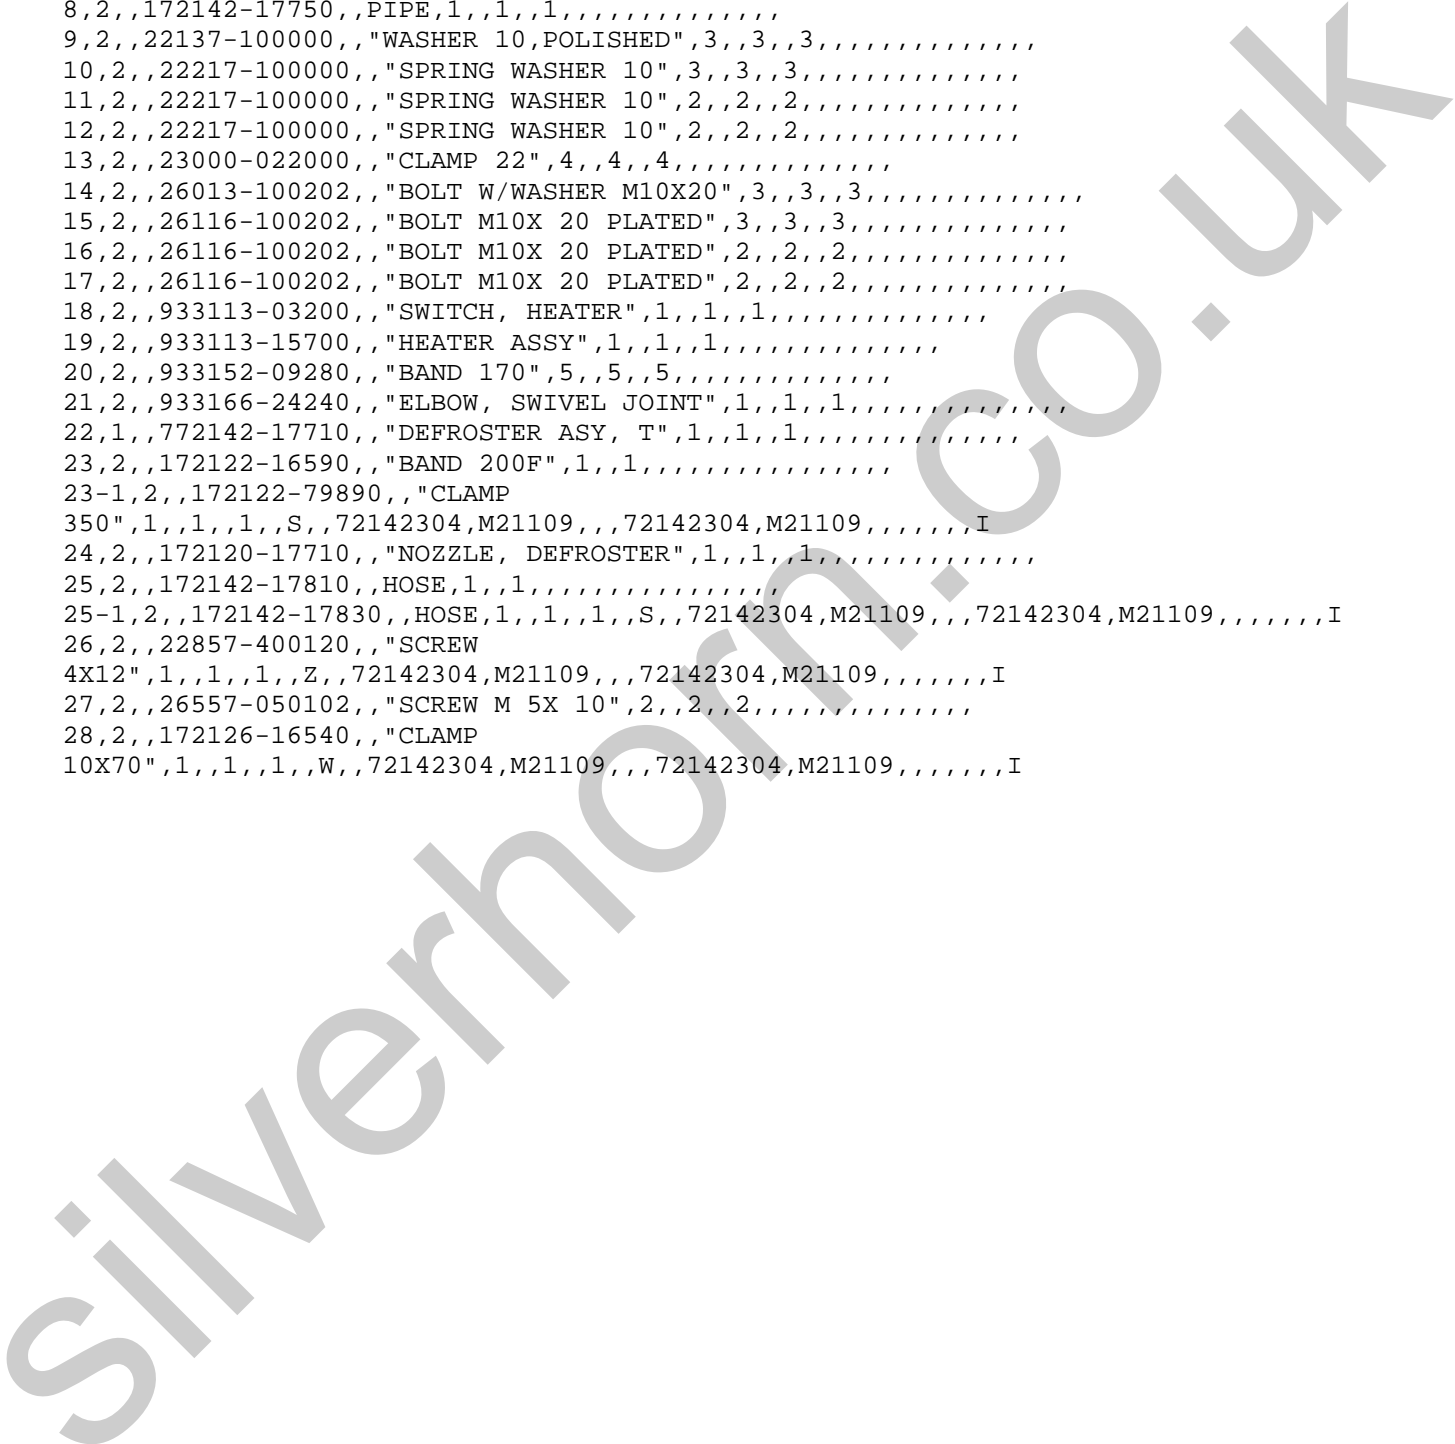 8,2,,172142-17750,,PIPE,1,,1,,1,,,,,,,,,,,,,,
9,2,,22137-100000,,"WASHER 10,POLISHED",3,,3,,3,,,,,,,,,,,,,,
10,2,,22217-100000,,"SPRING WASHER 10",3,,3,,3,,,,,,,,,,,,,,
11,2,,22217-100000,,"SPRING WASHER 10",2,,2,,2,,,,,,,,,,,,,,
12,2,,22217-100000,,"SPRING WASHER 10",2,,2,,2,,,,,,,,,,,,,,
13,2,,23000-022000,,"CLAMP 22",4,,4,,4,,,,,,,,,,,,,,
14,2,,26013-100202,,"BOLT W/WASHER M10X20",3,,3,,3,,,,,,,,,,,,,,
15,2,,26116-100202,,"BOLT M10X 20 PLATED",3,,3,,3,,,,,,,,,,,,,,
16,2,,26116-100202,,"BOLT M10X 20 PLATED",2,,2,,2,,,,,,,,,,,,,,
17,2,,26116-100202,,"BOLT M10X 20 PLATED",2,,2,,2,,,,,,,,,,,,,,
18,2,,933113-03200,,"SWITCH, HEATER",1,,1,,1,,,,,,,,,,,,,,
19,2,,933113-15700,,"HEATER ASSY",1,,1,,1,,,,,,,,,,,,,,
20,2,,933152-09280,,"BAND 170",5,,5,,5,,,,,,,,,,,,,,
21,2,,933166-24240,,"ELBOW, SWIVEL JOINT",1,,1,,1,,,,,,,,,,,,,,
22,1,,772142-17710,,"DEFROSTER ASY, T",1,,1,,1,,,,,,,,,,,,,,
23,2,,172122-16590,,"BAND 200F",1,,1,,,,,,,,,,,,,,,,
23-1,2,,172122-79890,,"CLAMP
350",1,,1,,1,,S,,72142304,M21109,,,72142304,M21109,,,,,,,I
24,2,,172120-17710,,"NOZZLE, DEFROSTER",1,,1,,1,,,,,,,,,,,,,,
25,2,,172142-17810,,HOSE,1,,1,,,,,,,,,,,,,,,,
25-1,2,,172142-17830,,HOSE,1,,1,,1,,S,,72142304,M21109,,,72142304,M21109,,,,,,,I
26,2,,22857-400120,,"SCREW
4X12",1,,1,,1,,Z,,72142304,M21109,,,72142304,M21109,,,,,,,I
27,2,,26557-050102,,"SCREW M 5X 10",2,,2,,2,,,,,,,,,,,,,,
28,2,,172126-16540,,"CLAMP
10X70",1,,1,,1,,W,,72142304,M21109,,,72142304,M21109,,,,,,,I
silverhorn.co.uk